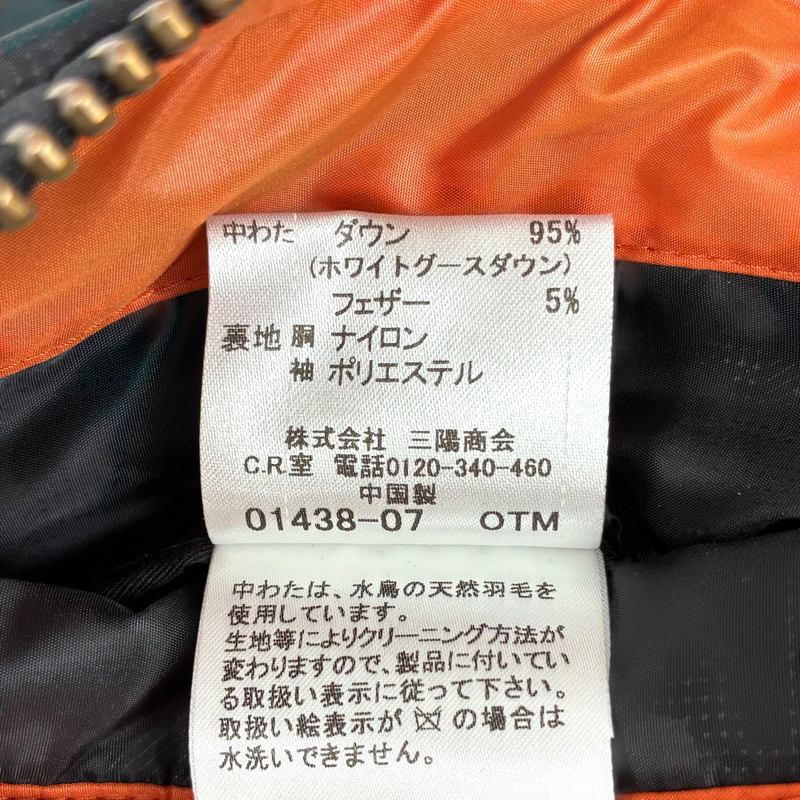 中わた ダウン 95%
(ホワイトグースダウン)
フェザー 5%
裏地 胴 ナイロン
袖 ポリエステル
株式会社 三陽商会
C.R.室 電話0120-340-460
中国製
01438-07 OTM
中わたは、水鳥の天然羽毛を
使用しています。
生地等によりクリーニング方法が
変わりますので、製品に付いてい
る取扱い表示に従って下さい。
取扱い絵表示が の場合は
水洗いできません。